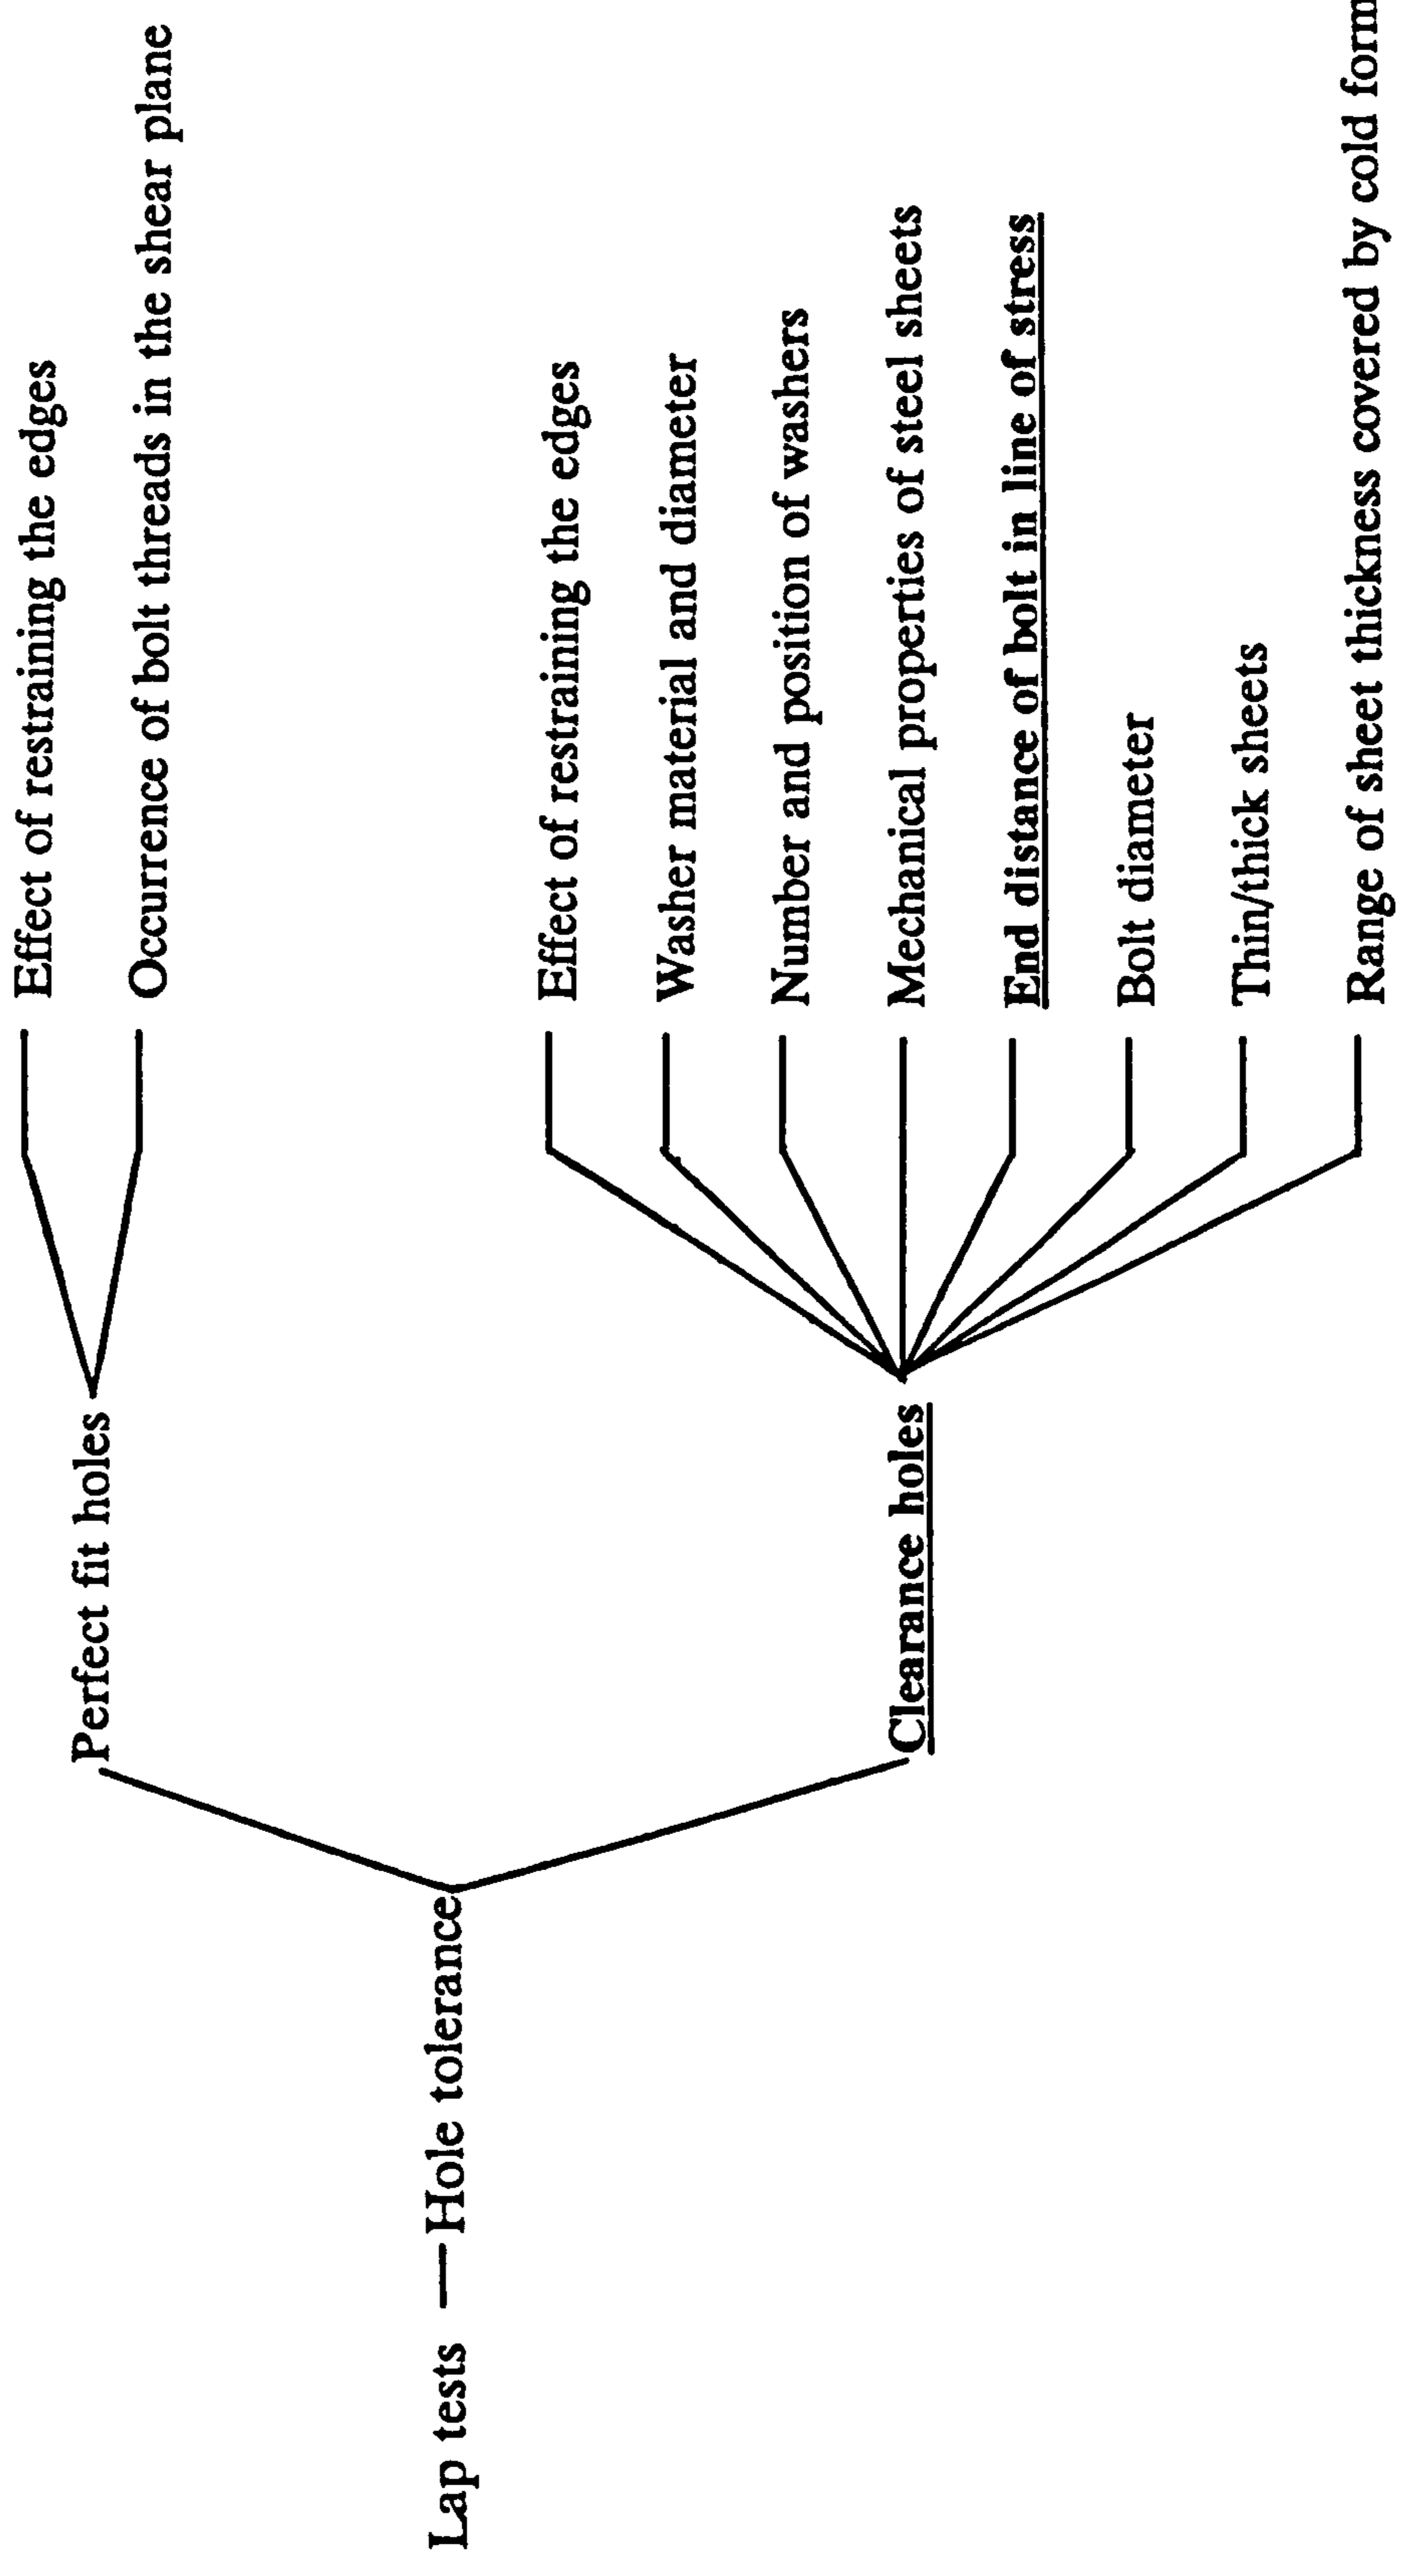 Lap tests — Hole tolerance
Perfect fit holes
Effect of restraining the edges
Occurrence of bolt threads in the shear plane
Clearance holes
Effect of restraining the edges
Washer material and diameter
Number and position of washers
Mechanical properties of steel sheets
End distance of bolt in line of stress
Bolt diameter
Thin/thick sheets
Range of sheet thickness covered by cold form